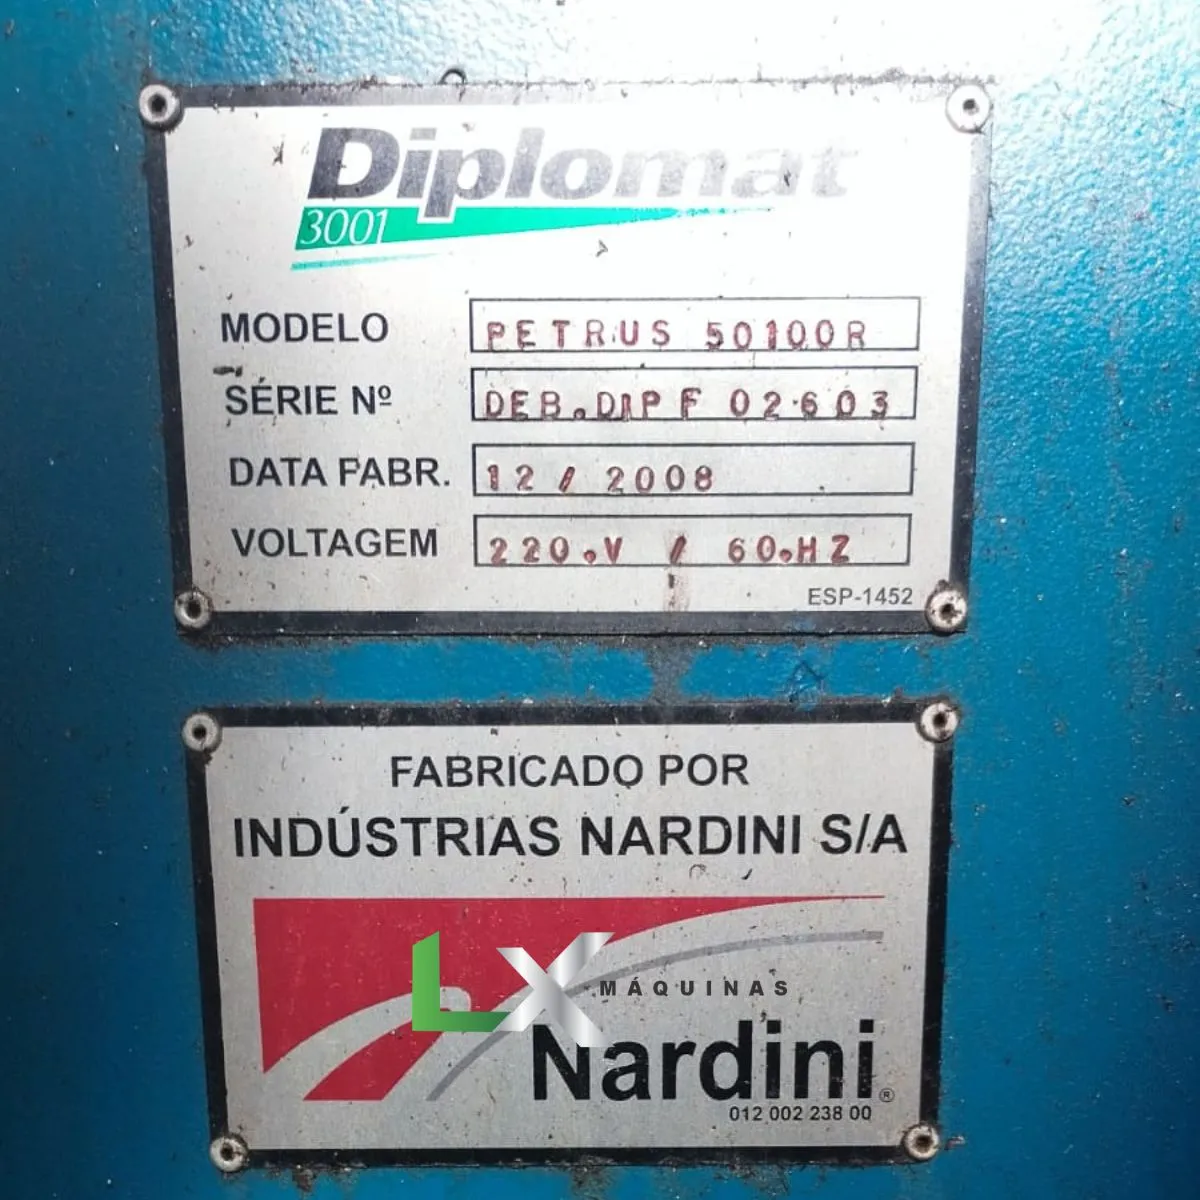 Diplomat
3001
MODELO PETRUS 50100R
SÉRIE Nº DEB.DIP F 02603
DATA FABR. 12 / 2008
VOLTAGEM 220.V / 60.HZ
ESP-1452
FABRICADO POR
INDÚSTRIAS NARDINI S/A
LX MÁQUINAS
Nardini®
012 002 238 00